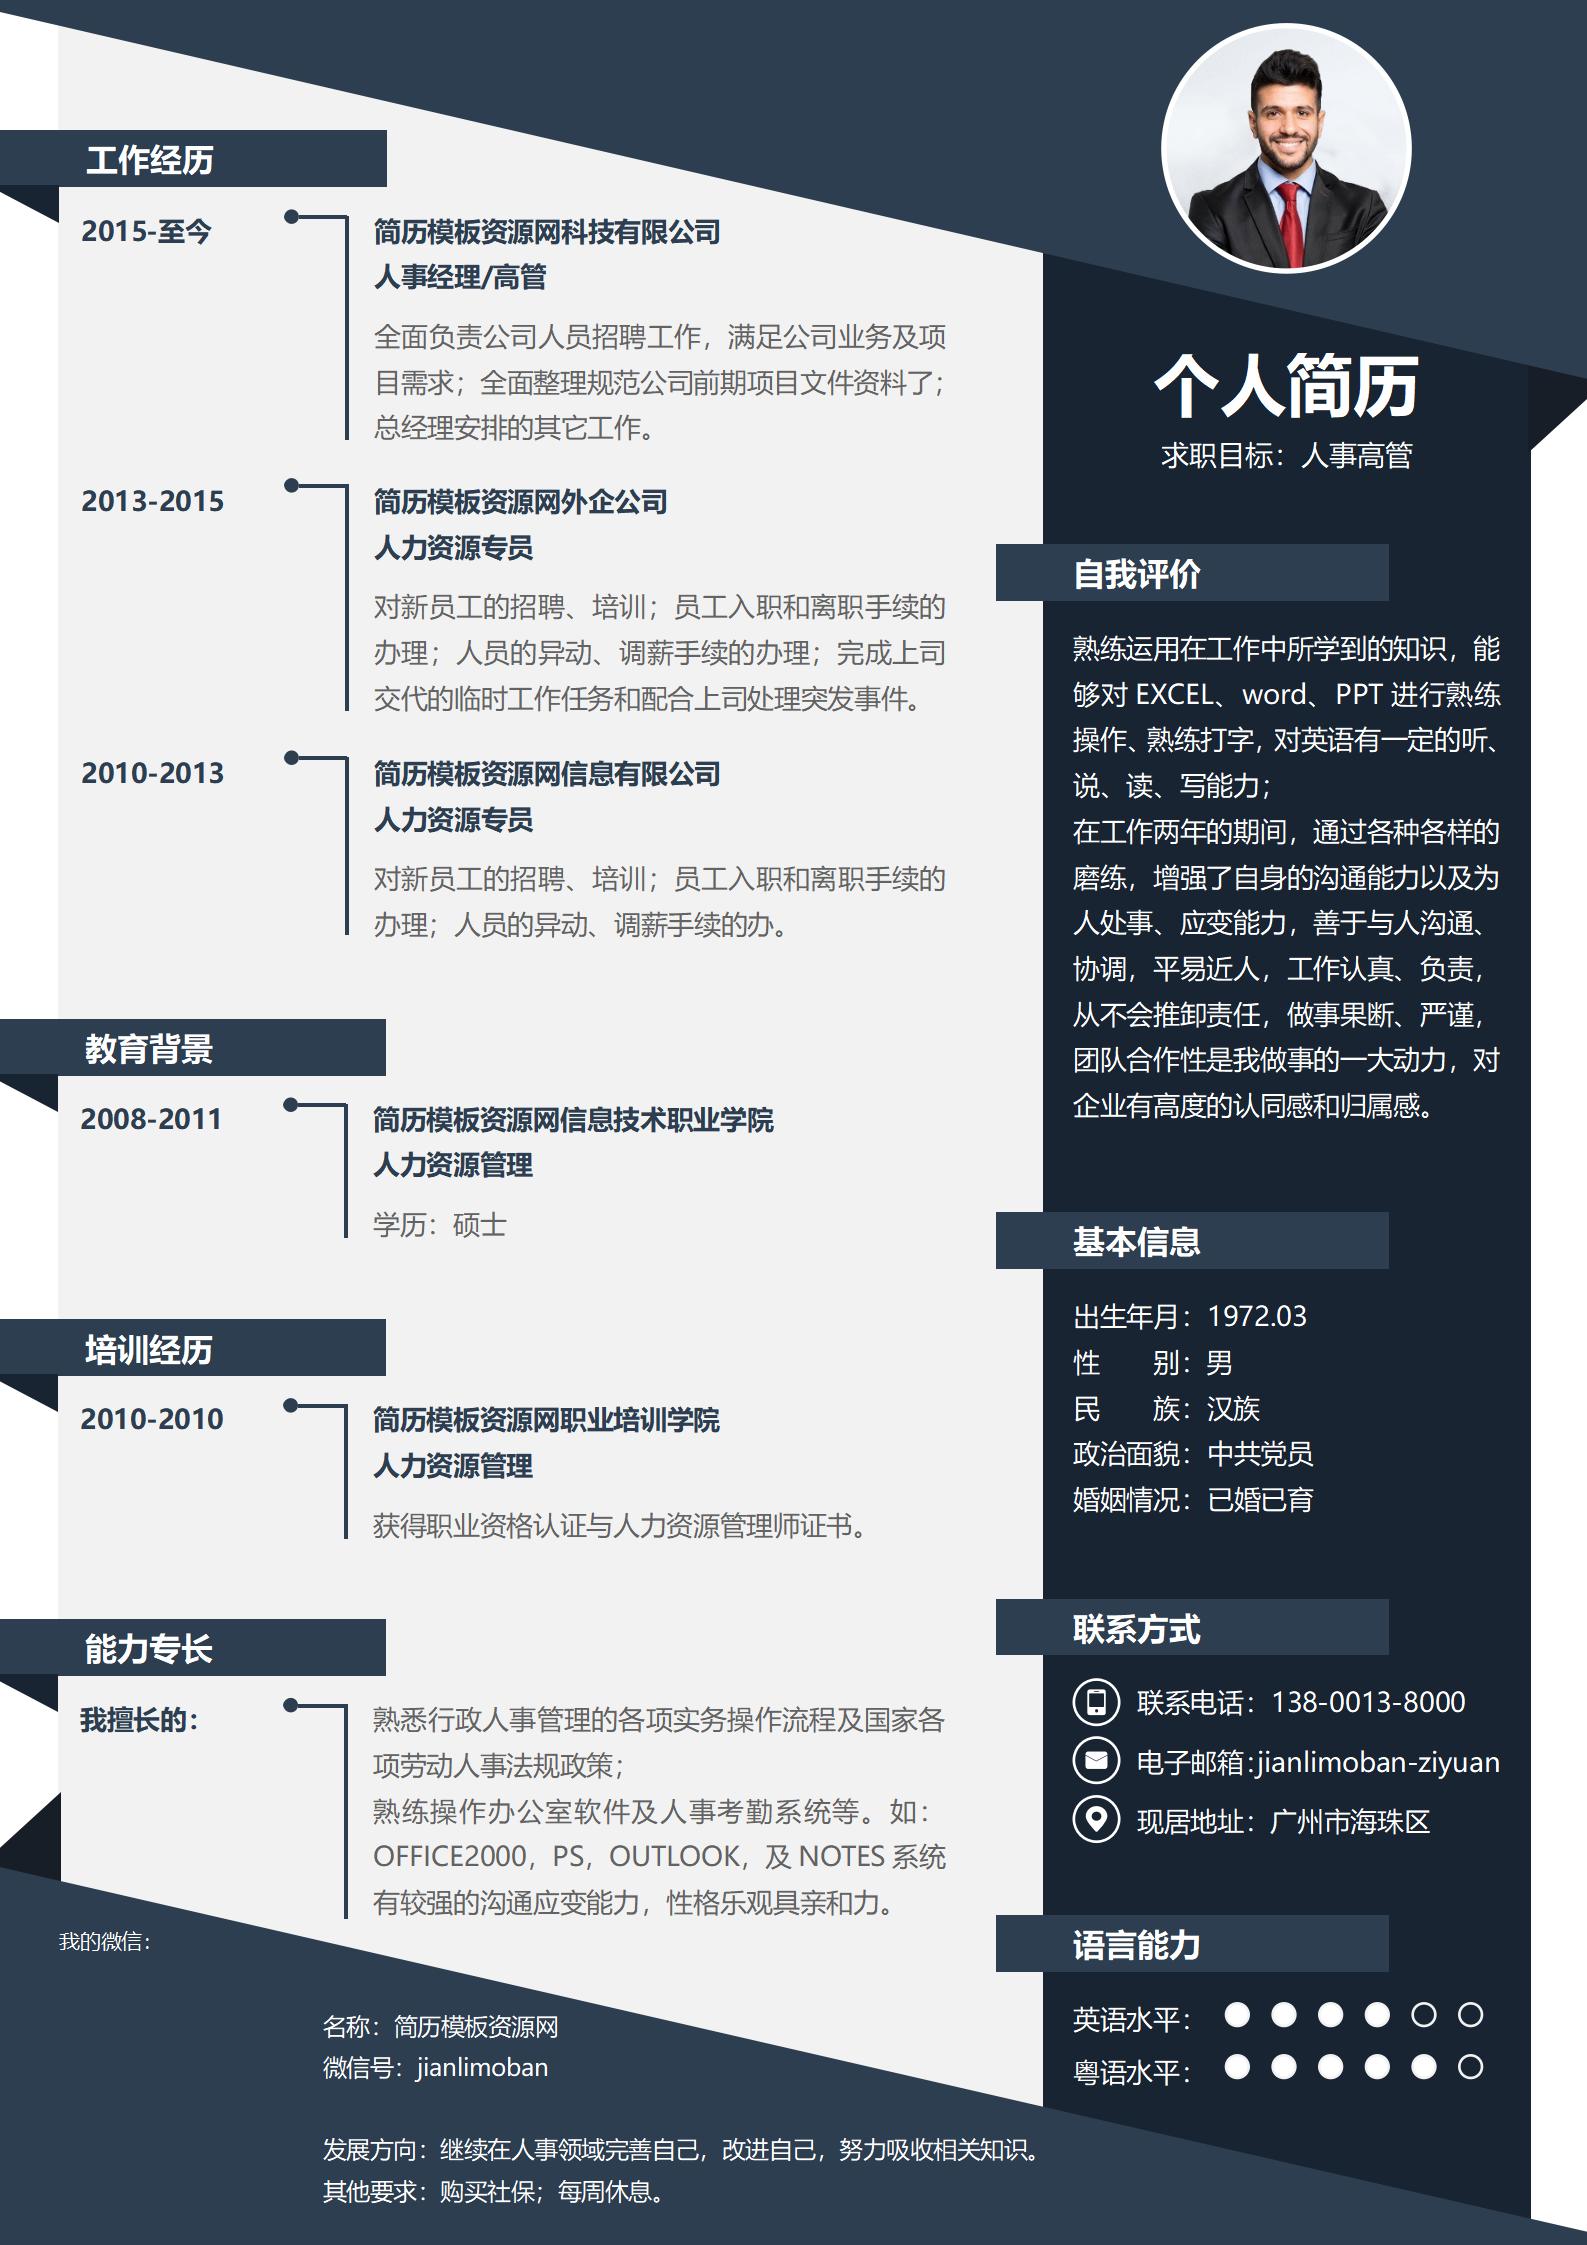 工作经历
2015-至今
简历模板资源网科技有限公司
人事经理/高管
全面负责公司人员招聘工作，满足公司业务及项
目需求；全面整理规范公司前期项目文件资料了；
总经理安排的其它工作。
2013-2015
简历模板资源网外企公司
人力资源专员
对新员工的招聘、培训；员工入职和离职手续的
办理；人员的异动、调薪手续的办理；完成上司
交代的临时工作任务和配合上司处理突发事件。
2010-2013
简历模板资源网信息有限公司
人力资源专员
对新员工的招聘、培训；员工入职和离职手续的
办理；人员的异动、调薪手续的办。
教育背景
2008-2011
简历模板资源网信息技术职业学院
人力资源管理
学历：硕士
培训经历
2010-2010
简历模板资源网职业培训学院
人力资源管理
获得职业资格认证与人力资源管理师证书。
能力专长
我擅长的：
熟悉行政人事管理的各项实务操作流程及国家各
项劳动人事法规政策；
熟练操作办公室软件及人事考勤系统等。如：
OFFICE2000，PS，OUTLOOK，及 NOTES 系统
有较强的沟通应变能力，性格乐观具亲和力。
我的微信：
名称：简历模板资源网
微信号：jianlimoban
发展方向：继续在人事领域完善自己，改进自己，努力吸收相关知识。
其他要求：购买社保；每周休息。
个人简历
求职目标：人事高管
自我评价
熟练运用在工作中所学到的知识，能
够对 EXCEL、word、PPT 进行熟练
操作、熟练打字，对英语有一定的听、
说、读、写能力；
在工作两年的期间，通过各种各样的
磨练，增强了自身的沟通能力以及为
人处事、应变能力，善于与人沟通、
协调，平易近人，工作认真、负责，
从不会推卸责任，做事果断、严谨，
团队合作性是我做事的一大动力，对
企业有高度的认同感和归属感。
基本信息
出生年月：1972.03
性　　别：男
民　　族：汉族
政治面貌：中共党员
婚姻情况：已婚已育
联系方式
联系电话：138-0013-8000
电子邮箱:jianlimoban-ziyuan
现居地址：广州市海珠区
语言能力
英语水平：
粤语水平：